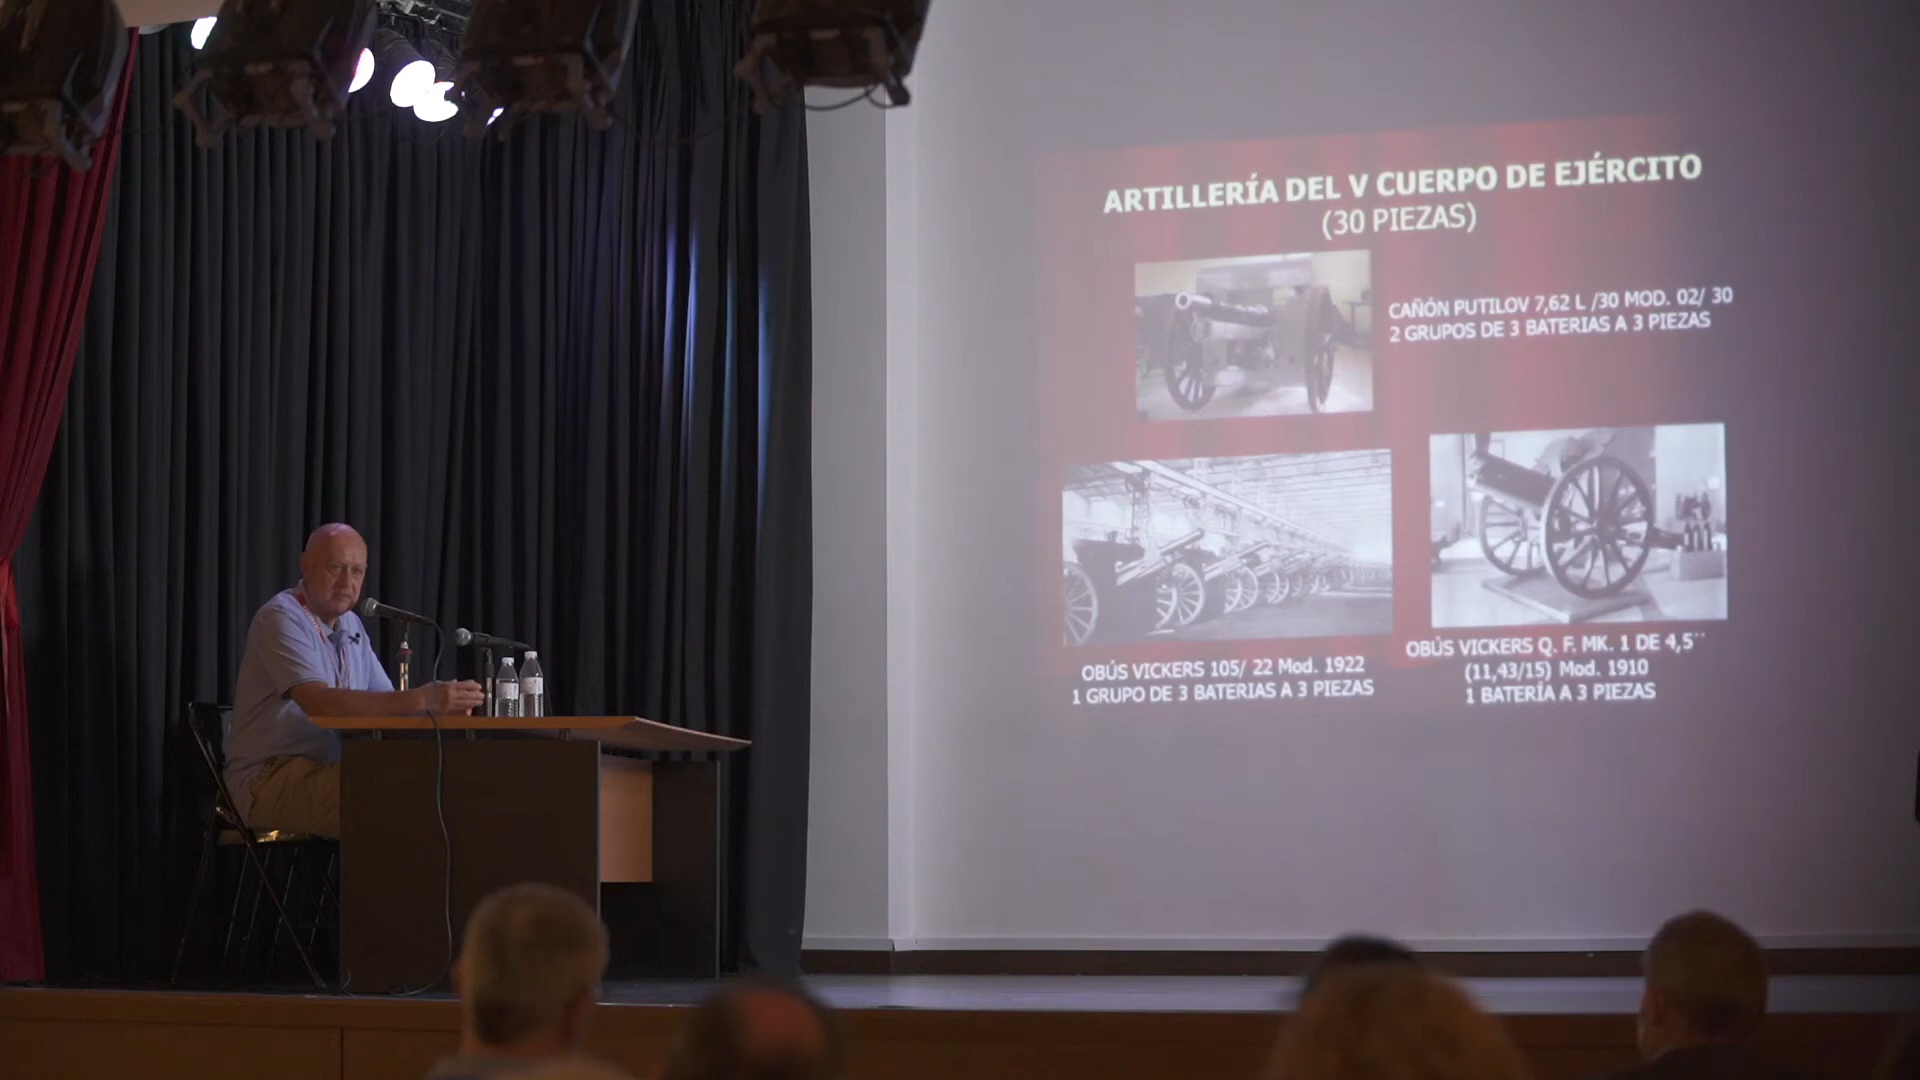 ARTILLERÍA DEL V CUERPO DE EJÉRCITO
(30 PIEZAS)
CAÑÓN PUTILOV 7,62 L /30 MOD. 02/ 30
2 GRUPOS DE 3 BATERIAS A 3 PIEZAS
OBÚS VICKERS 105/ 22 Mod. 1922
1 GRUPO DE 3 BATERIAS A 3 PIEZAS
OBÚS VICKERS Q. F. MK. 1 DE 4,5´´
(11,43/15) Mod. 1910
1 BATERÍA A 3 PIEZAS